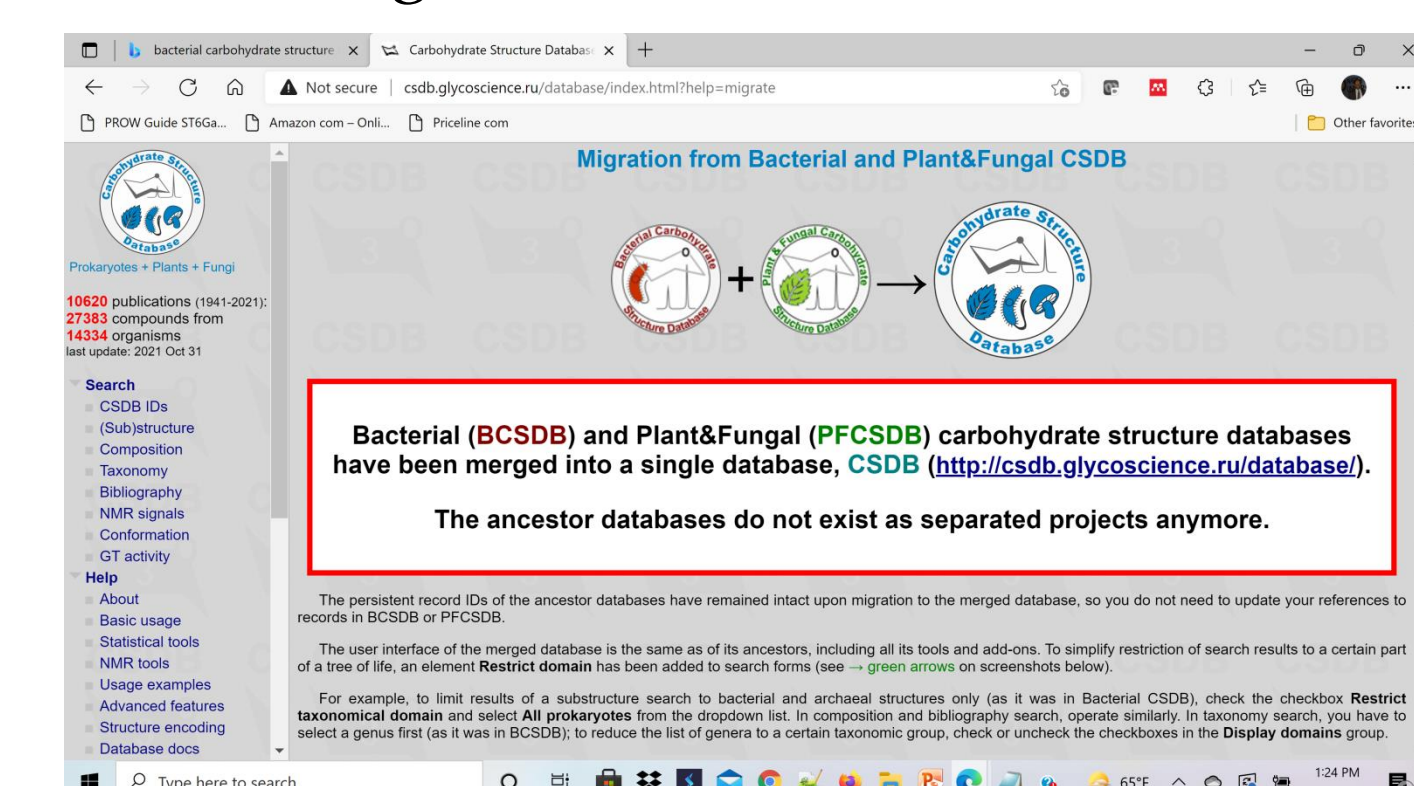 bacterial carbohydrate structure
Carbohydrate Structure Databas
Not secure | csdb.glycoscience.ru/database/index.html?help=migrate
PROW Guide ST6Ga...
Amazon com – Onli...
Priceline com
Other favorites
Carbohydrate Structure
Database
Prokaryotes + Plants + Fungi
10620 publications (1941-2021):
27383 compounds from
14334 organisms
last update: 2021 Oct 31
Search
CSDB IDs
(Sub)structure
Composition
Taxonomy
Bibliography
NMR signals
Conformation
GT activity
Help
About
Basic usage
Statistical tools
NMR tools
Usage examples
Advanced features
Structure encoding
Database docs
Migration from Bacterial and Plant&Fungal CSDB
Bacterial Carbohydrate
Structure Database
+
Plant & Fungal Carbohydrate
Structure Database
→
Carbohydrate Structure
Database
Bacterial (BCSDB) and Plant&Fungal (PFCSDB) carbohydrate structure databases
have been merged into a single database, CSDB (http://csdb.glycoscience.ru/database/).
The ancestor databases do not exist as separated projects anymore.
The persistent record IDs of the ancestor databases have remained intact upon migration to the merged database, so you do not need to update your references to
records in BCSDB or PFCSDB.
The user interface of the merged database is the same as of its ancestors, including all its tools and add-ons. To simplify restriction of search results to a certain part
of a tree of life, an element Restrict domain has been added to search forms (see → green arrows on screenshots below).
For example, to limit results of a substructure search to bacterial and archaeal structures only (as it was in Bacterial CSDB), check the checkbox Restrict
taxonomical domain and select All prokaryotes from the dropdown list. In composition and bibliography search, operate similarly. In taxonomy search, you have to
select a genus first (as it was in BCSDB); to reduce the list of genera to a certain taxonomic group, check or uncheck the checkboxes in the Display domains group.
Type here to search
65°F
1:24 PM